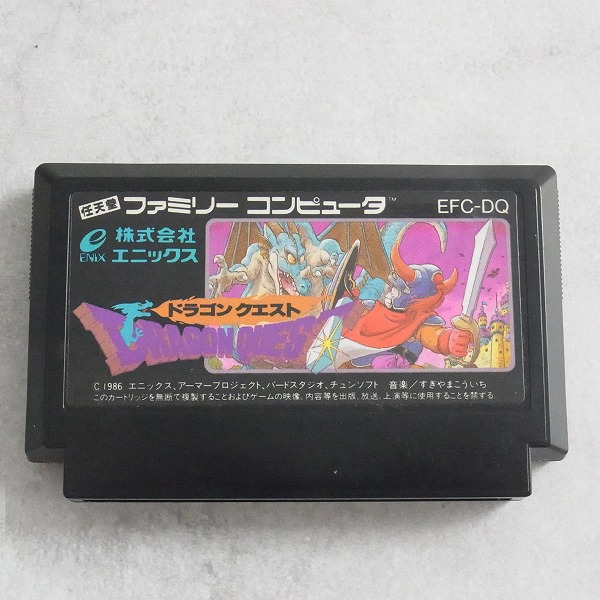 任天堂 ファミリー コンピュータ™ EFC-DQ
e ENIX 株式会社 エニックス
ドラゴン クエスト
DRAGON QUEST
C 1986 エニックス、アーマープロジェクト、バードスタジオ、チュンソフト 音楽／すぎやまこういち
このカートリッジを無断で複製することおよびゲームの映像、内容等を出版、放送、上演等に使用することを禁ずる